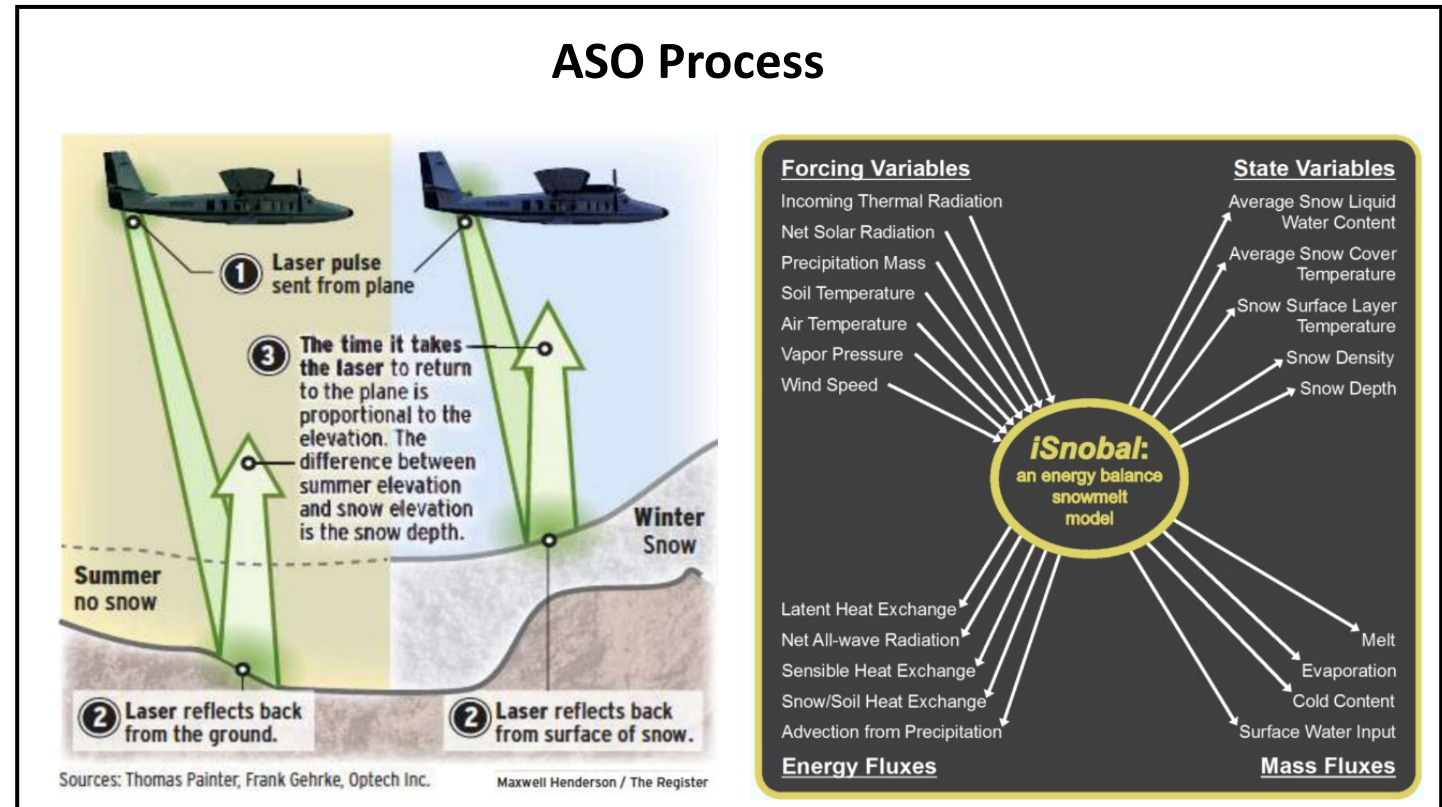 ASO Process
1 Laser pulse
sent from plane
3 The time it takes
the laser to return
to the plane is
proportional to the
elevation. The
difference between
summer elevation
and snow elevation
is the snow depth.
Summer
no snow
Winter
Snow
2 Laser reflects back
from the ground.
2 Laser reflects back
from surface of snow.
Sources: Thomas Painter, Frank Gehrke, Optech Inc.
Maxwell Henderson / The Register
Forcing Variables
Incoming Thermal Radiation
Net Solar Radiation
Precipitation Mass
Soil Temperature
Air Temperature
Vapor Pressure
Wind Speed
State Variables
Average Snow Liquid
Water Content
Average Snow Cover
Temperature
Snow Surface Layer
Temperature
Snow Density
Snow Depth
iSnobal:
an energy balance
snowmelt
model
Latent Heat Exchange
Net All-wave Radiation
Sensible Heat Exchange
Snow/Soil Heat Exchange
Advection from Precipitation
Energy Fluxes
Melt
Evaporation
Cold Content
Surface Water Input
Mass Fluxes